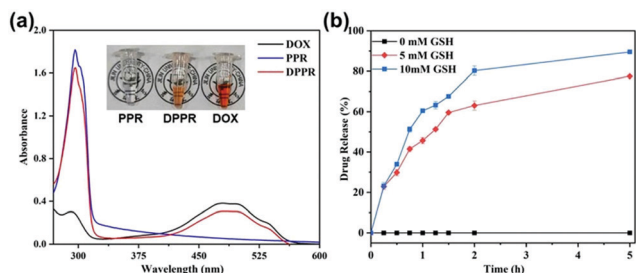 (a)
2.0
1.6
1.2
0.8
0.4
0.0
Absorbance
DOX
PPR
DPPR
PPR DPPR DOX
300 375 450 525 600
Wavelength (nm)
(b)
100
80
60
40
20
0
Drug Release (%)
0 mM GSH
5 mM GSH
10mM GSH
0 1 2 3 4 5
Time (h)